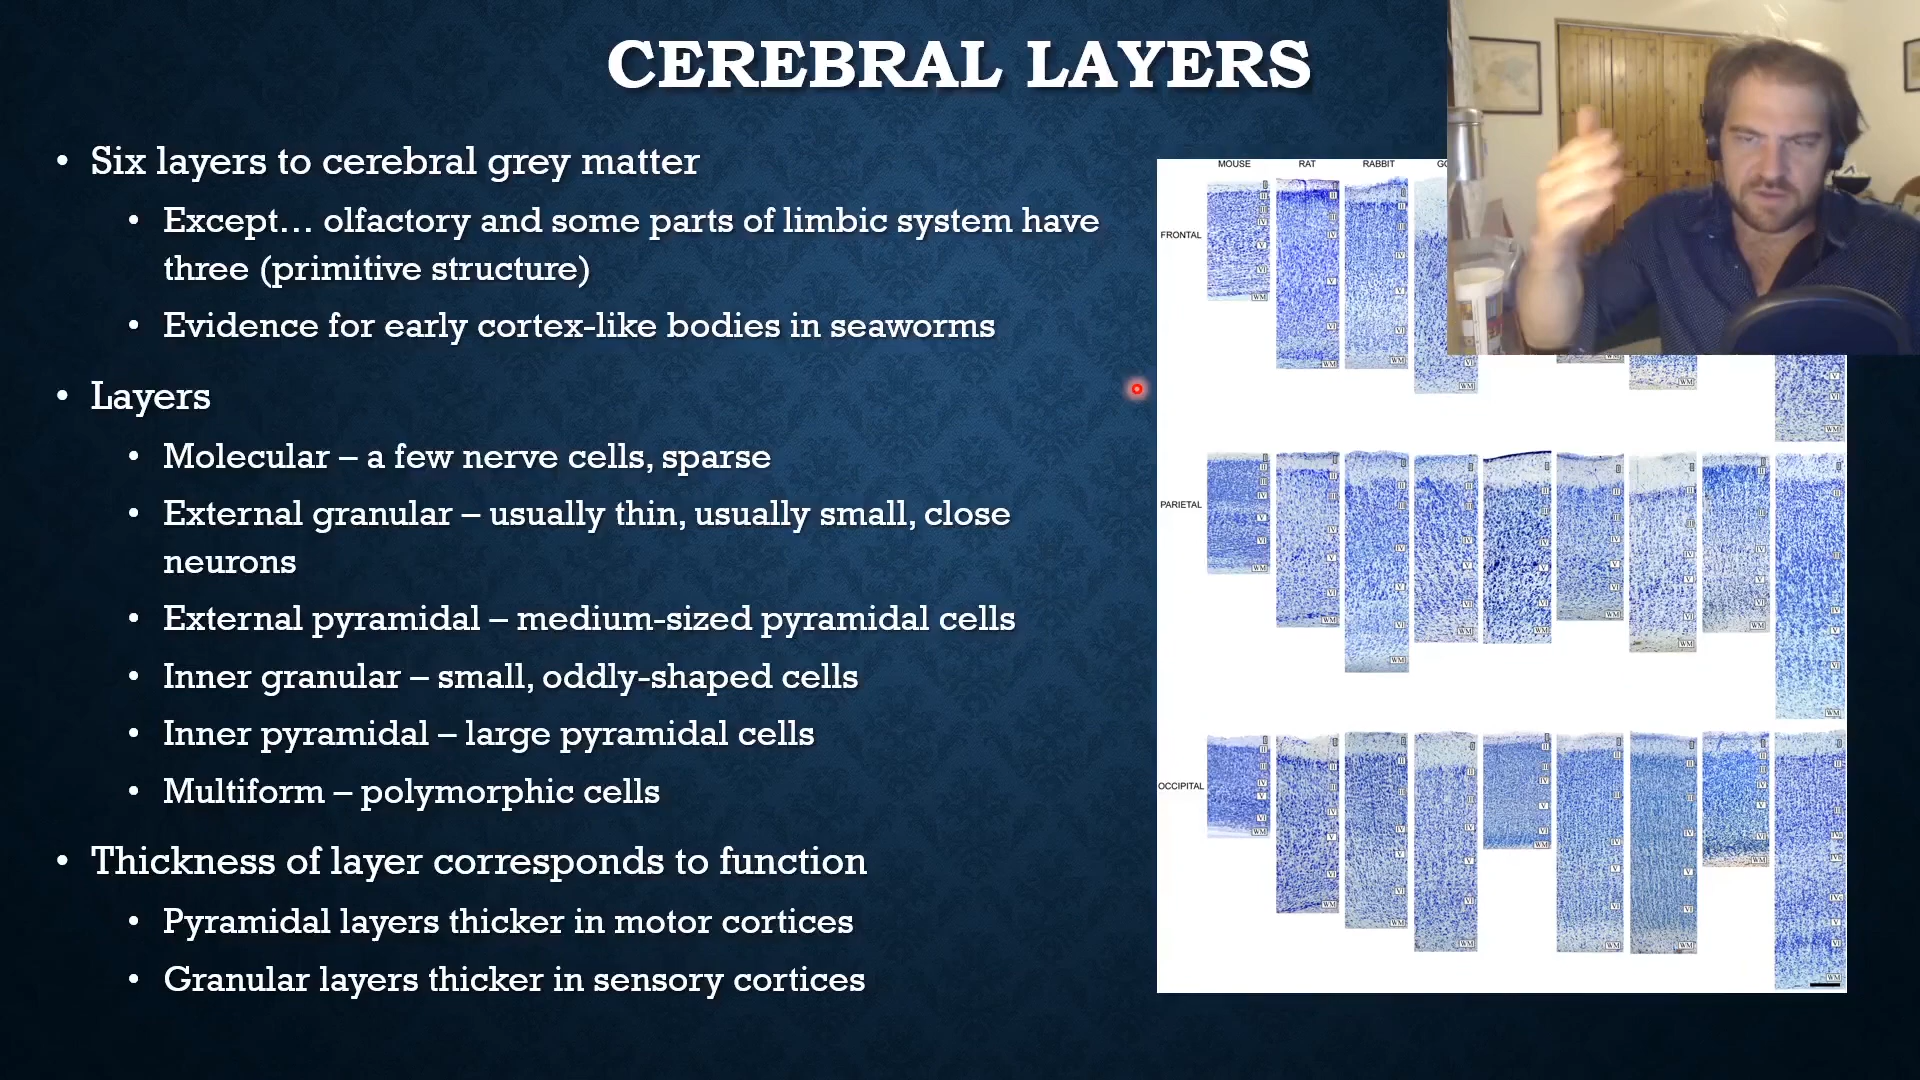 CEREBRAL LAYERS
• Six layers to cerebral grey matter
• Except... olfactory and some parts of limbic system have
three (primitive structure)
• Evidence for early cortex-like bodies in seaworms
• Layers
• Molecular – a few nerve cells, sparse
• External granular – usually thin, usually small, close
neurons
• External pyramidal – medium-sized pyramidal cells
• Inner granular – small, oddly-shaped cells
• Inner pyramidal – large pyramidal cells
• Multiform – polymorphic cells
• Thickness of layer corresponds to function
• Pyramidal layers thicker in motor cortices
• Granular layers thicker in sensory cortices
MOUSE RAT RABBIT
FRONTAL
PARIETAL
OCCIPITAL